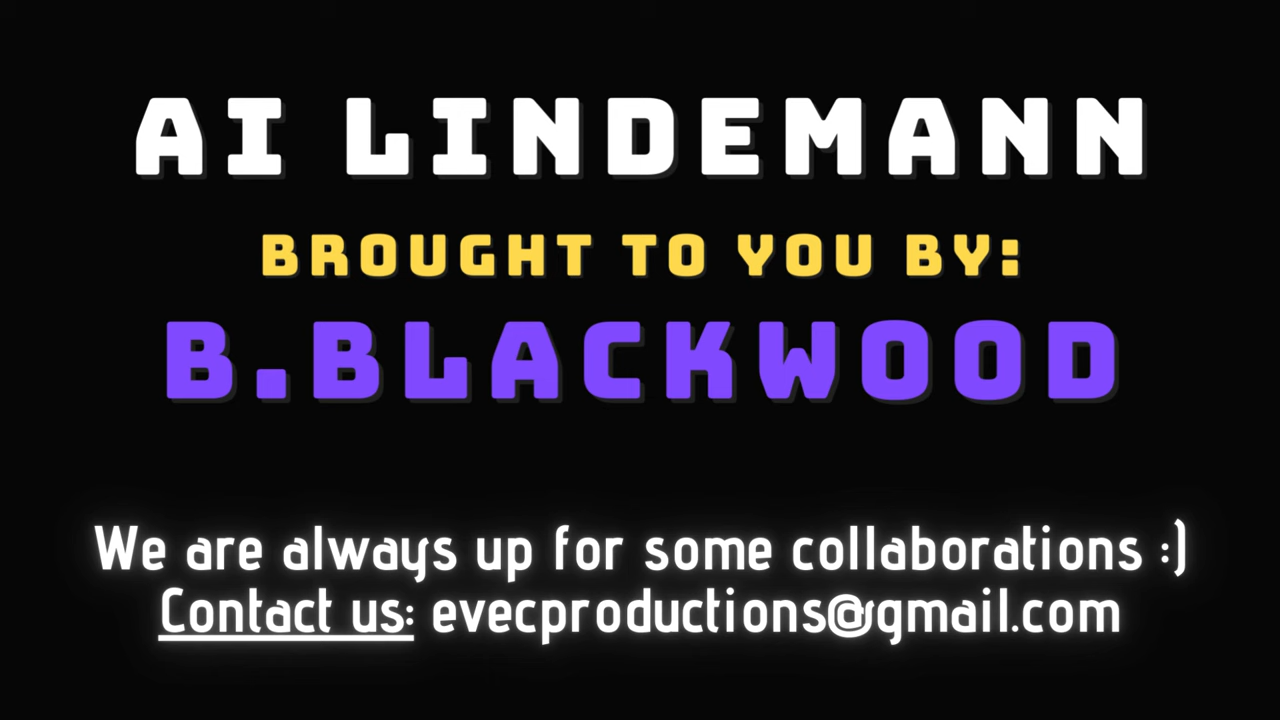 AI LINDEMANN
BROUGHT TO YOU BY:
B.BLACKWOOD
We are always up for some collaborations :)
Contact us: evecproductions@gmail.com